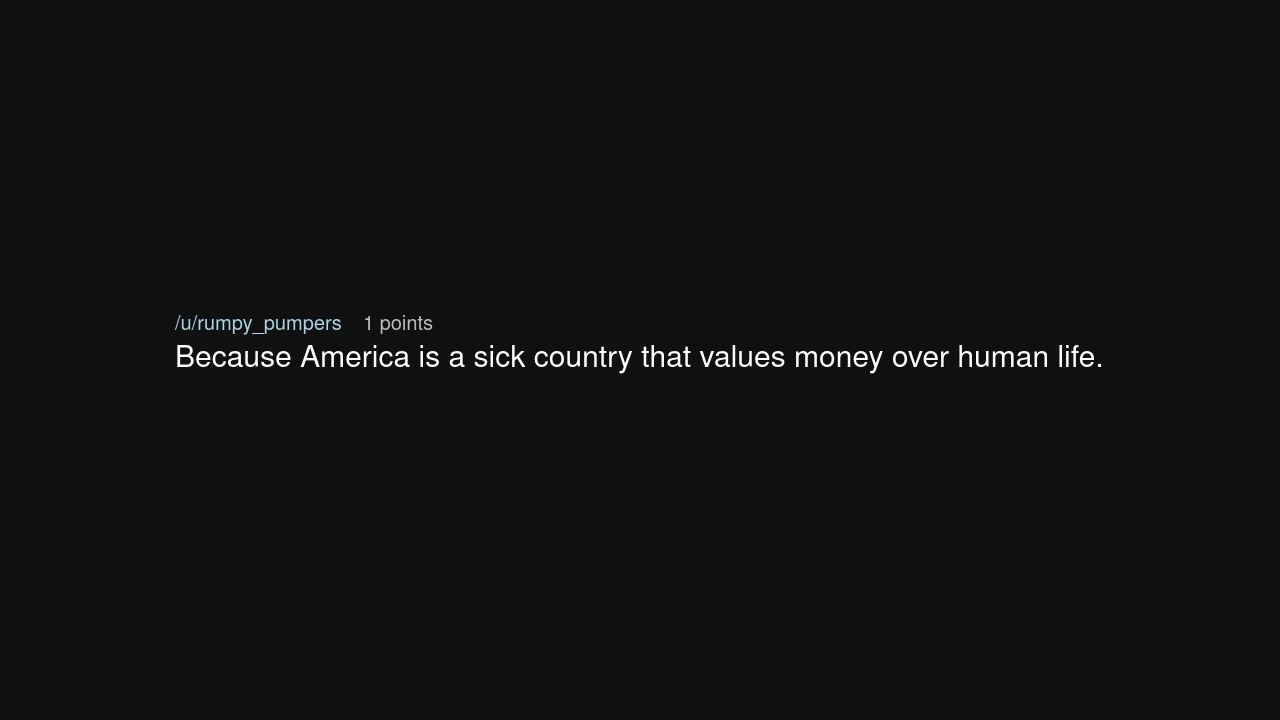 /u/rumpy_pumpers 1 points
Because America is a sick country that values money over human life.